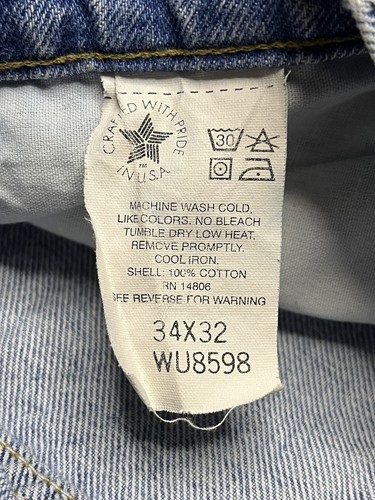 CRAFTED WITH PRIDE
IN U.S.A.
TM
30
MACHINE WASH COLD,
LIKE COLORS. NO BLEACH
TUMBLE DRY LOW HEAT.
REMOVE PROMPTLY.
COOL IRON.
SHELL: 100% COTTON
RN 14806
SEE REVERSE FOR WARNING
34X32
WU8598